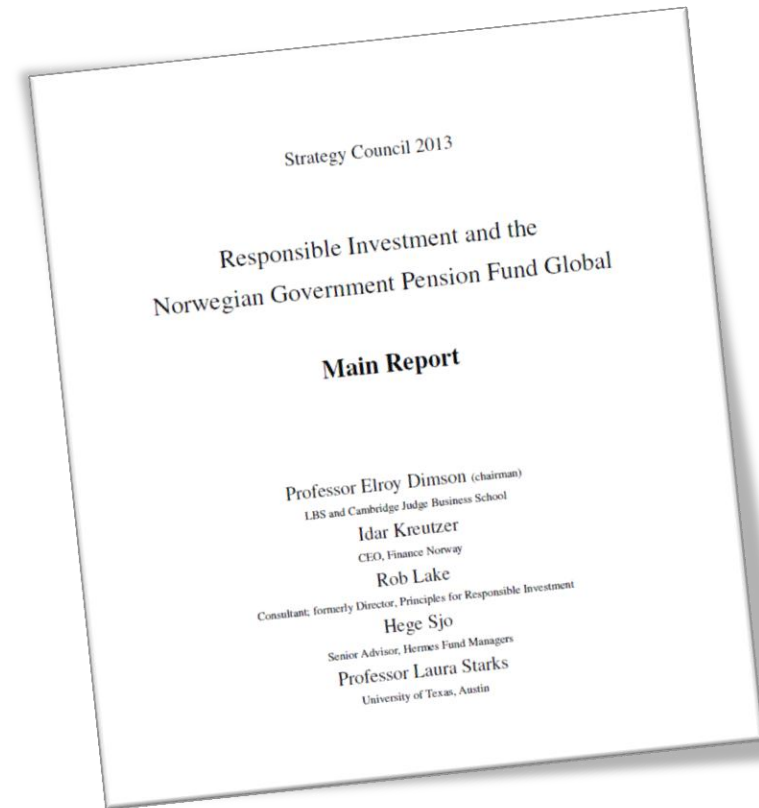 Strategy Council 2013
Responsible Investment and the
Norwegian Government Pension Fund Global
Main Report
Professor Elroy Dimson (chairman)
LBS and Cambridge Judge Business School
Idar Kreutzer
CEO, Finance Norway
Rob Lake
Consultant; formerly Director, Principles for Responsible Investment
Hege Sjo
Senior Advisor, Hermes Fund Managers
Professor Laura Starks
University of Texas, Austin